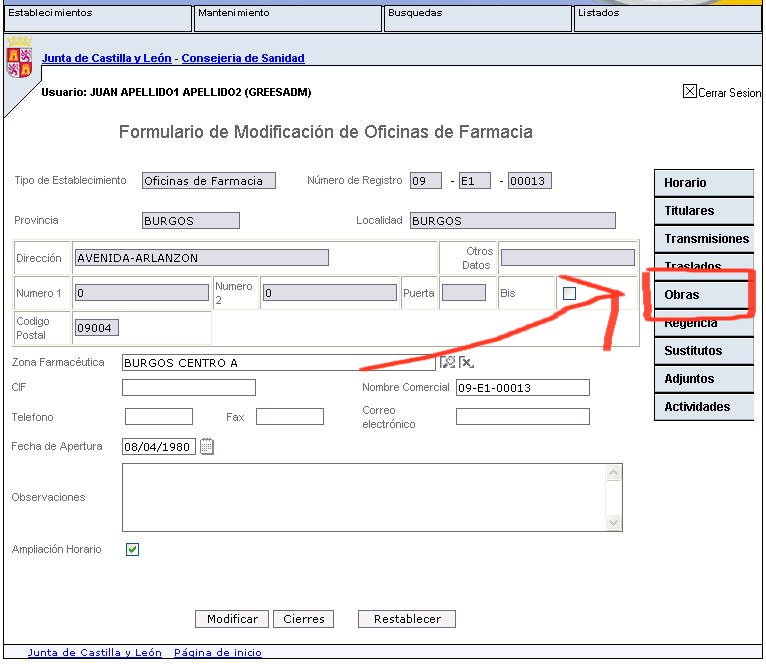 Establecimientos Mantenimiento Busquedas Listados
Junta de Castilla y León - Consejeria de Sanidad
Usuario: JUAN APELLIDO1 APELLIDO2 (GREESADM) Cerrar Sesion
Formulario de Modificación de Oficinas de Farmacia
Tipo de Establecimiento Oficinas de Farmacia Número de Registro 09 - E1 - 00013
Provincia BURGOS Localidad BURGOS
Dirección AVENIDA-ARLANZON Otros Datos
Numero 1 0 Numero 2 0 Puerta Bis
Codigo Postal 09004
Zona Farmacéutica BURGOS CENTRO A
CIF Nombre Comercial 09-E1-00013
Telefono Fax Correo electrónico
Fecha de Apertura 08/04/1980
Observaciones
Ampliación Horario
Horario
Titulares
Transmisiones
Traslados
Obras
Regencia
Sustitutos
Adjuntos
Actividades
Modificar Cierres Restablecer
Junta de Castilla y León Página de inicio